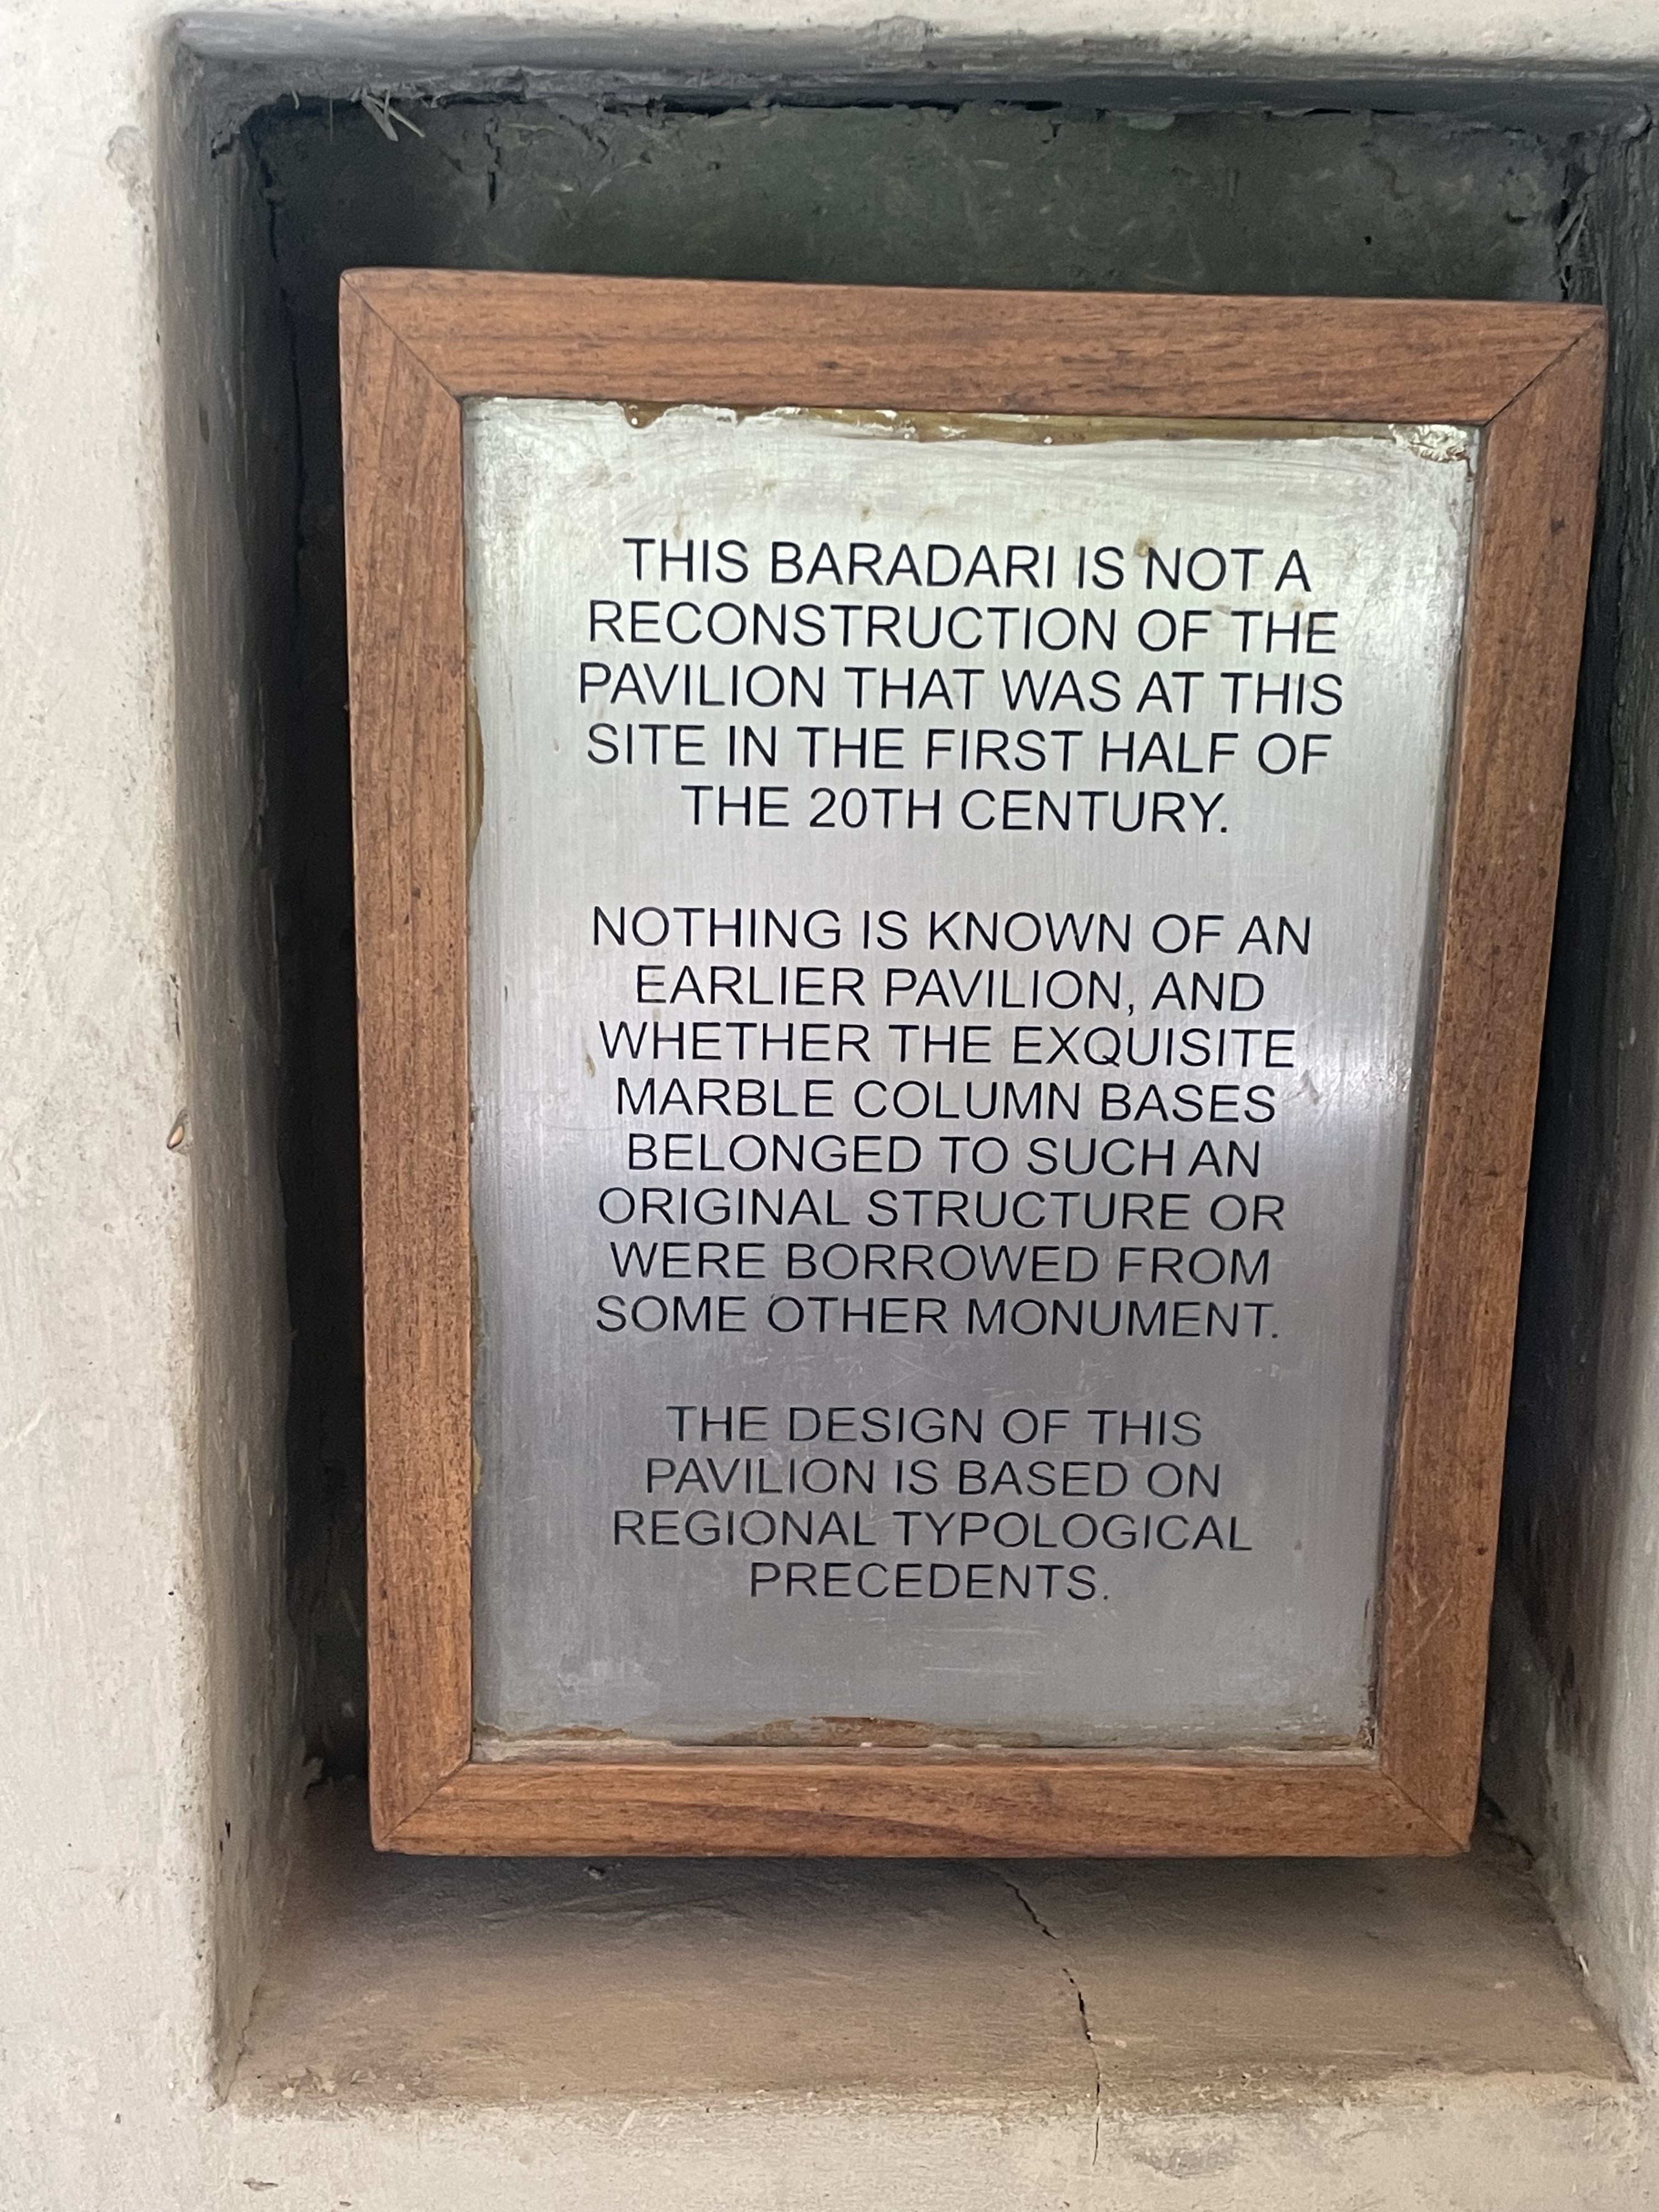 THIS BARADARI IS NOT A
RECONSTRUCTION OF THE
PAVILION THAT WAS AT THIS
SITE IN THE FIRST HALF OF
THE 20TH CENTURY.
NOTHING IS KNOWN OF AN
EARLIER PAVILION, AND
WHETHER THE EXQUISITE
MARBLE COLUMN BASES
BELONGED TO SUCH AN
ORIGINAL STRUCTURE OR
WERE BORROWED FROM
SOME OTHER MONUMENT.
THE DESIGN OF THIS
PAVILION IS BASED ON
REGIONAL TYPOLOGICAL
PRECEDENTS.